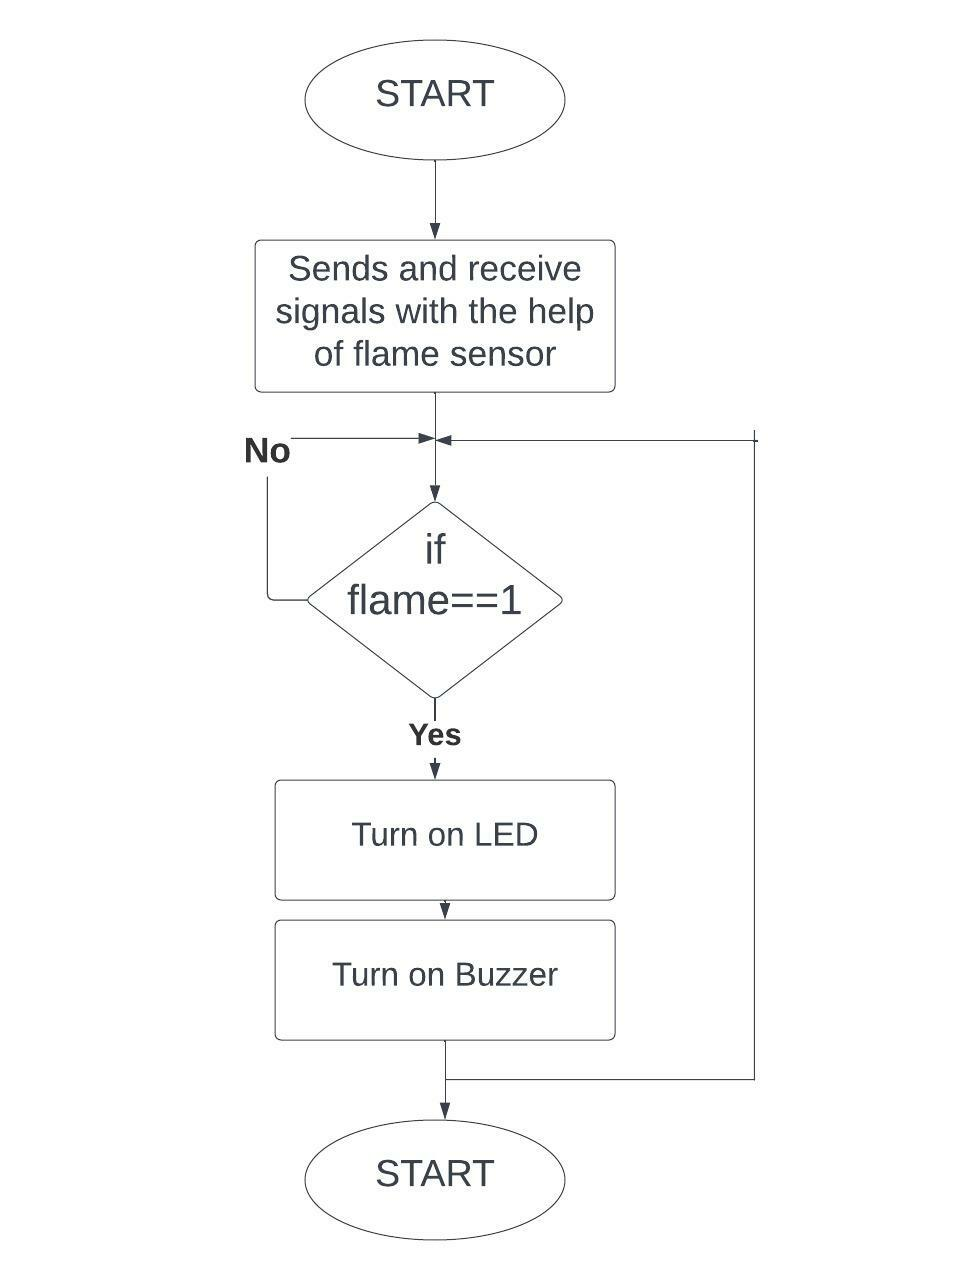 START
Sends and receive
signals with the help
of flame sensor
No
if
flame==1
Yes
Turn on LED
Turn on Buzzer
START